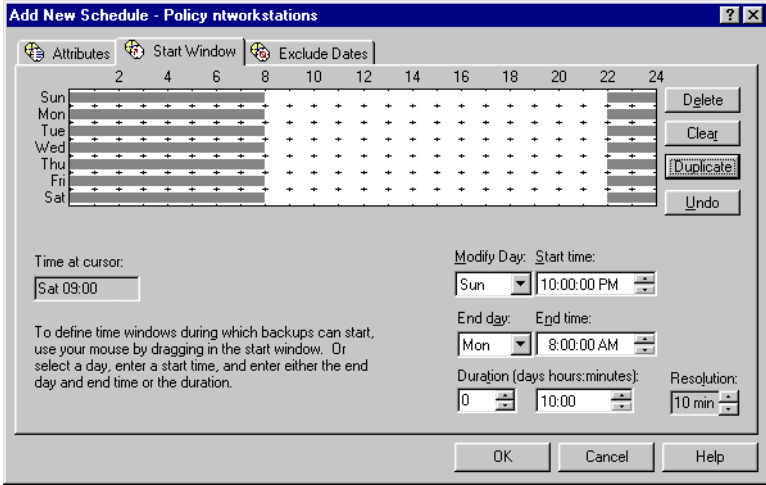 Add New Schedule - Policy ntworkstations
Attributes
Start Window
Exclude Dates
2 4 6 8 10 12 14 16 18 20 22 24
Sun
Mon
Tue
Wed
Thu
Fri
Sat
Delete
Clear
Duplicate
Undo
Time at cursor:
Sat 09:00
To define time windows during which backups can start,
use your mouse by dragging in the start window. Or
select a day, enter a start time, and enter either the end
day and end time or the duration.
Modify Day: Start time:
Sun 10:00:00 PM
End day: End time:
Mon 8:00:00 AM
Duration (days hours:minutes):
0 10:00
Resolution:
10 min
OK
Cancel
Help